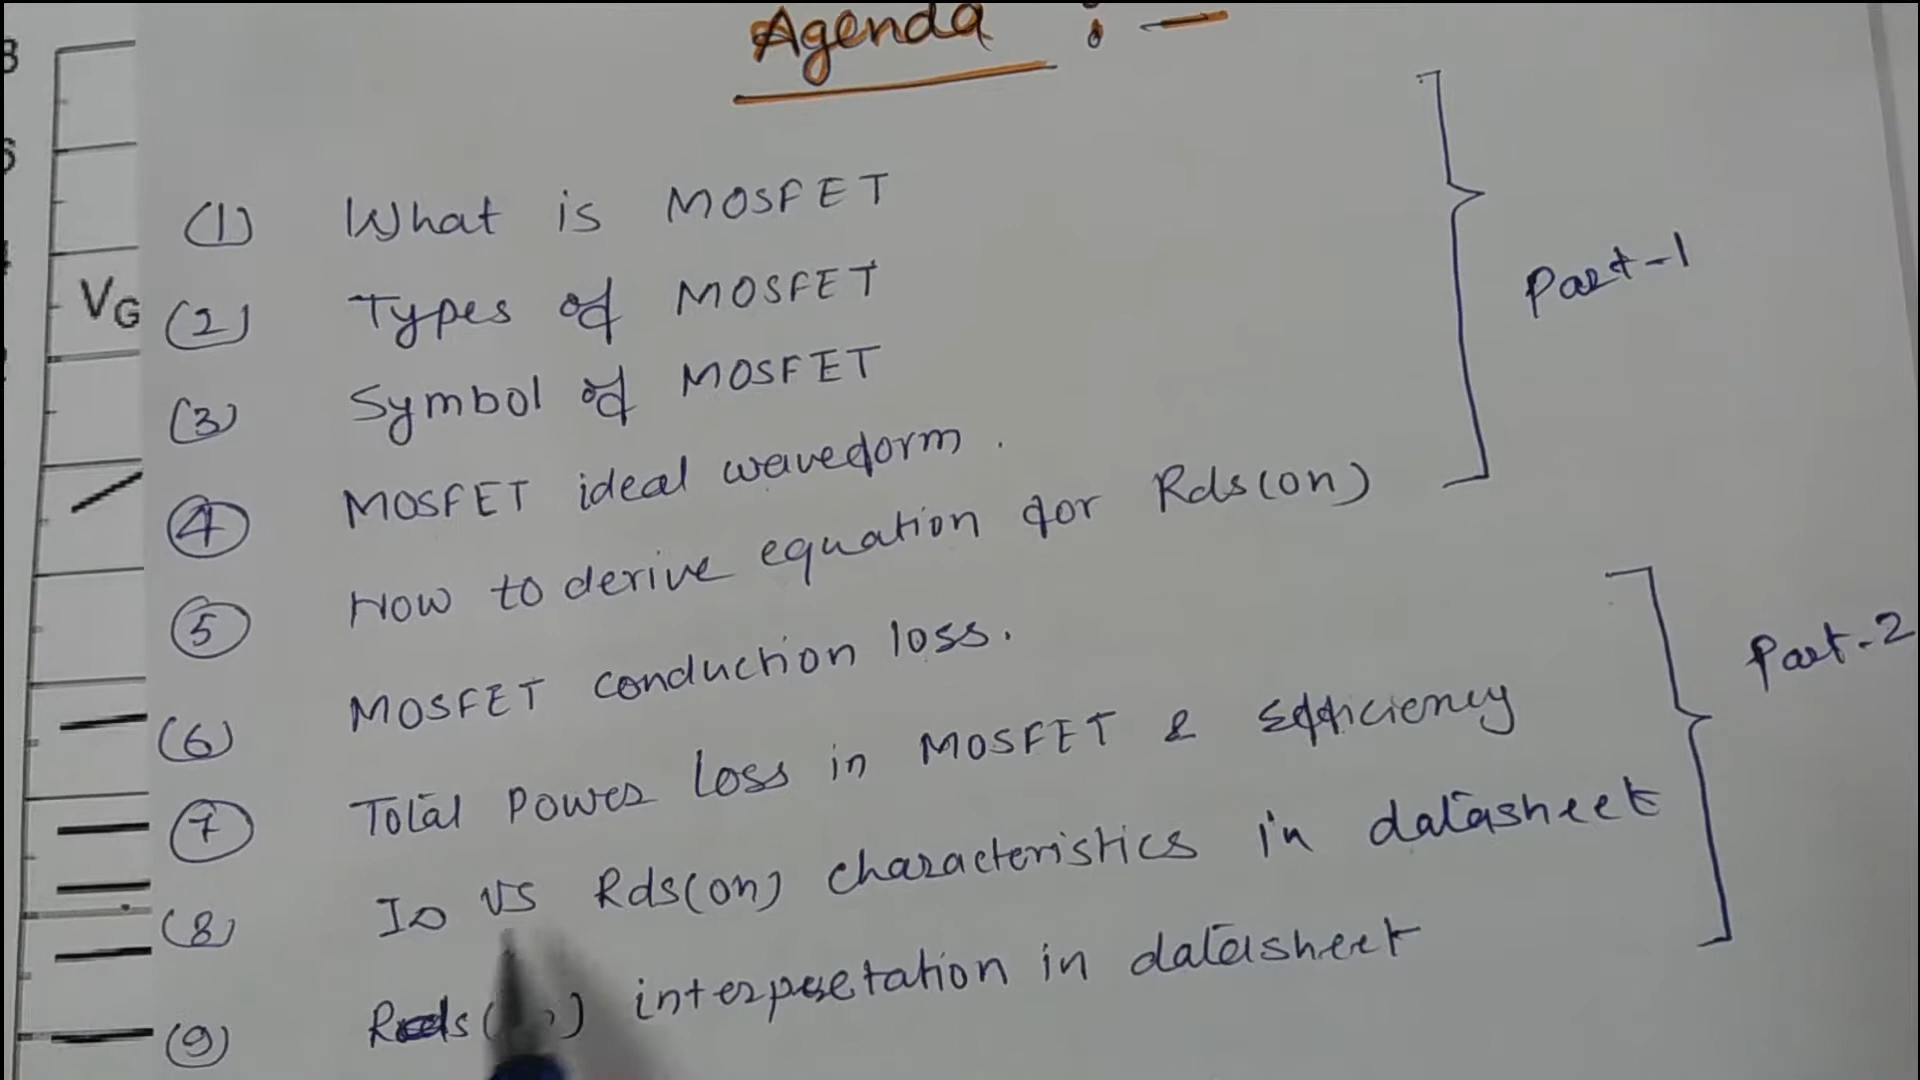 Agenda : —
(1) What is MOSFET
(2) Types of MOSFET
(3) Symbol of MOSFET
(4) MOSFET ideal waveform.
(5) How to derive equation for Rds(on)
Part-1
(6) MOSFET conduction loss.
(7) Total Power Loss in MOSFET & Efficiency
(8) ID VS Rds(on) characteristics in datasheet
(9) interpretation in datasheet
Part-2
VG